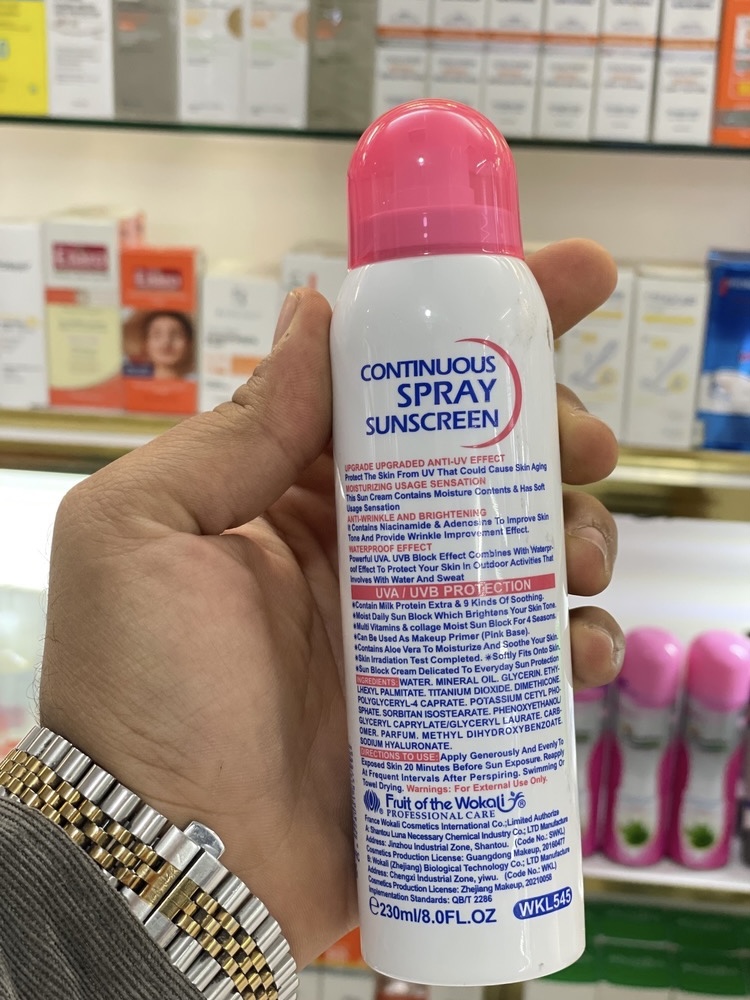 CONTINUOUS
SPRAY
SUNSCREEN
UPGRADE UPGRADED ANTI-UV EFFECT
Protect The Skin From UV That Could Cause Skin Aging
MOISTURIZING USAGE SENSATION
This Sun Cream Contains Moisture Contents & Has Soft
Usage Sensation
ANTI-WRINKLE AND BRIGHTENING
It Contains Niacinamide & Adenosine To Improve Skin
Tone And Provide Wrinkle Improvement Effect.
WATERPROOF EFFECT
Powerful UVA. UVB Block Effect Combines With Waterpr-
oof Effect To Protect Your Skin In Outdoor Activities That
Involves With Water And Sweat
UVA / UVB PROTECTION
✷Contain Milk Protein Extra & 9 Kinds Of Soothing.
✷Moist Daily Sun Block Which Brightens Your Skin Tone.
✷Multi Vitamins & collage Moist Sun Block For 4 Seasons.
✷Can Be Used As Makeup Primer (Pink Base).
✷Contains Aloe Vera To Moisturize And Soothe Your Skin.
✷Skin Irradiation Test Completed. ✷Softly Fits Onto Skin.
✷Sun Block Cream Delicated To Everyday Sun Protection
INGREDIENTS: WATER. MINERAL OIL. GLYCERIN. ETHY-
LHEXYL PALMITATE. TITANIUM DIOXIDE. DIMETHICONE.
POLYGLYCERYL-4 CAPRATE. POTASSIUM CETYL PHO-
SPHATE. SORBITAN ISOSTEARATE. PHENOXYETHANOL.
GLYCERYL CAPRYLATE/GLYCERYL LAURATE. CARB-
OMER. PARFUM. METHYL DIHYDROXYBENZOATE.
SODIUM HYALURONATE.
DIRECTIONS TO USE: Apply Generously And Evenly To
Exposed Skin 20 Minutes Before Sun Exposure. Reapply
At Frequent Intervals After Perspiring. Swimming Or
Towel Drying. Warnings: For External Use Only.
Fruit of the Wokali ®
PROFESSIONAL CARE
France Wokali Cosmetics International Co.;Limited Authorize
A: Shantou Luna Necessary Chemical Industry Co.; LTD Manufacture
Address: Jinzhou Industrial Zone, Shantou. (Code No.: SWKL)
Cosmetics Production License: Guangdong Makeup, 20160477
B: Wokali (Zhejiang) Biological Technology Co.; LTD Manufacture
Address: Chengxi Industrial Zone, yiwu. (Code No.: WKL)
Cosmetics Production License: Zhejiang Makeup, 20210058
Implementation Standards: QB/T 2286
℮230ml/8.0FL.OZ WKL545